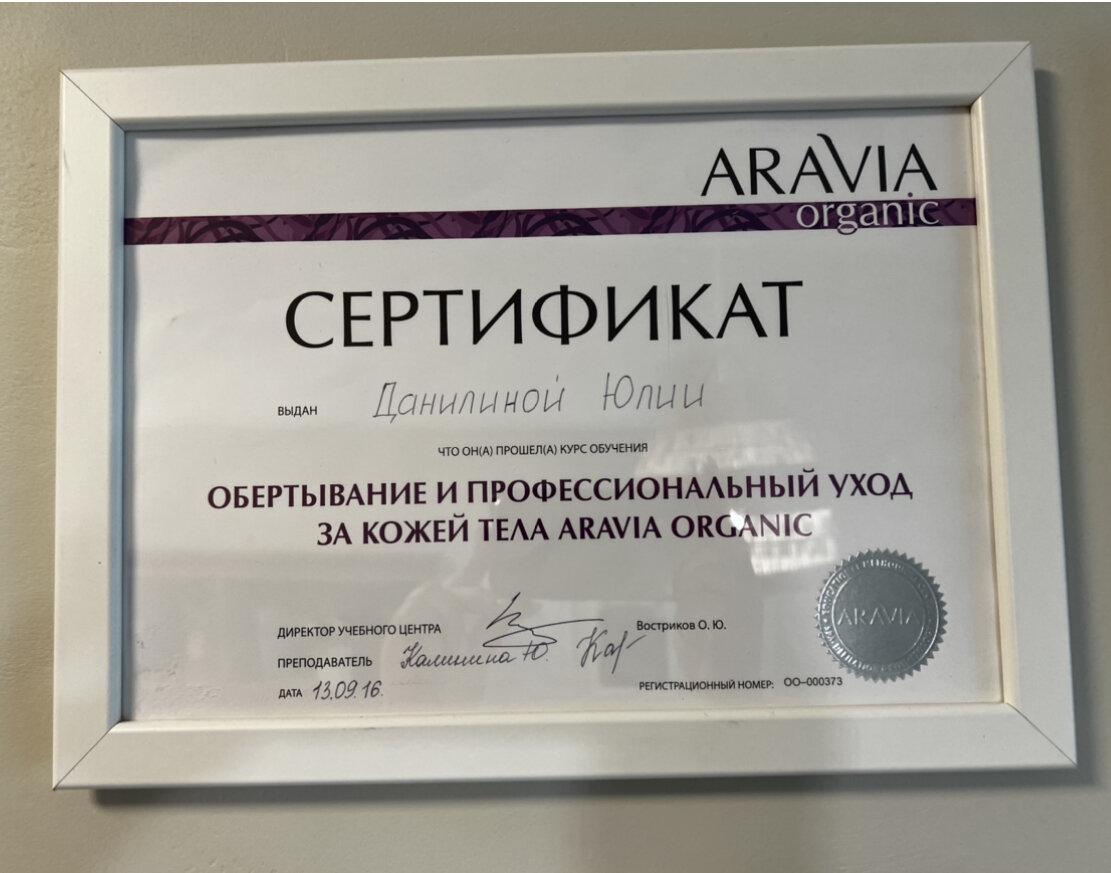 ARAVIA
organic
СЕРТИФИКАТ
ВЫДАН Данилиной Юлии
ЧТО ОН(А) ПРОШЕЛ(А) КУРС ОБУЧЕНИЯ
ОБЕРТЫВАНИЕ И ПРОФЕССИОНАЛЬНЫЙ УХОД
ЗА КОЖЕЙ ТЕЛА ARAVIA ORGANIC
ДИРЕКТОР УЧЕБНОГО ЦЕНТРА Востриков О. Ю.
ПРЕПОДАВАТЕЛЬ Калинина Ю.
ДАТА 13.09.16.
РЕГИСТРАЦИОННЫЙ НОМЕР: ОО–000373
ARAVIA